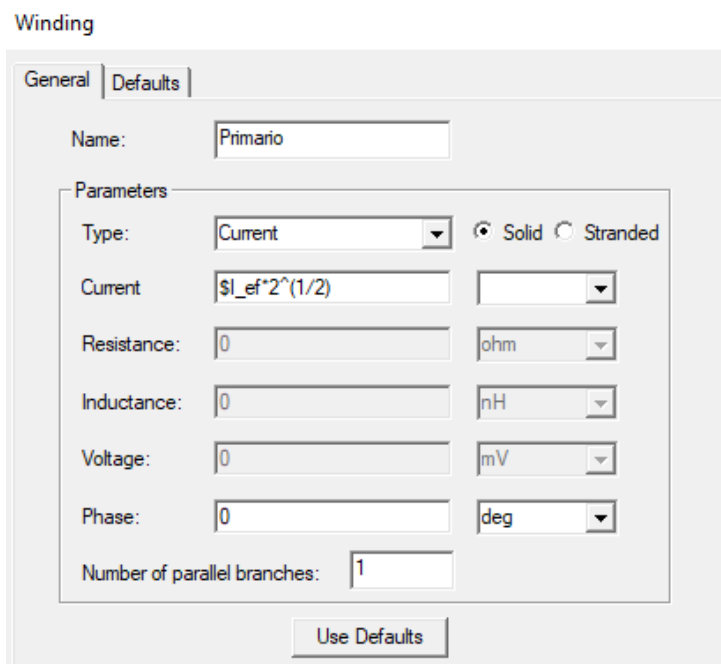 Winding
General Defaults
Name: Primario
Parameters
Type: Current Solid Stranded
Current $I_ef*2^(1/2)
Resistance: 0 ohm
Inductance: 0 nH
Voltage: 0 mV
Phase: 0 deg
Number of parallel branches: 1
Use Defaults